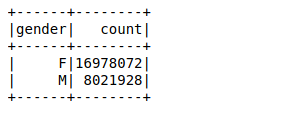 +------+--------+
|gender|   count|
+------+--------+
|     F|16978072|
|     M| 8021928|
+------+--------+